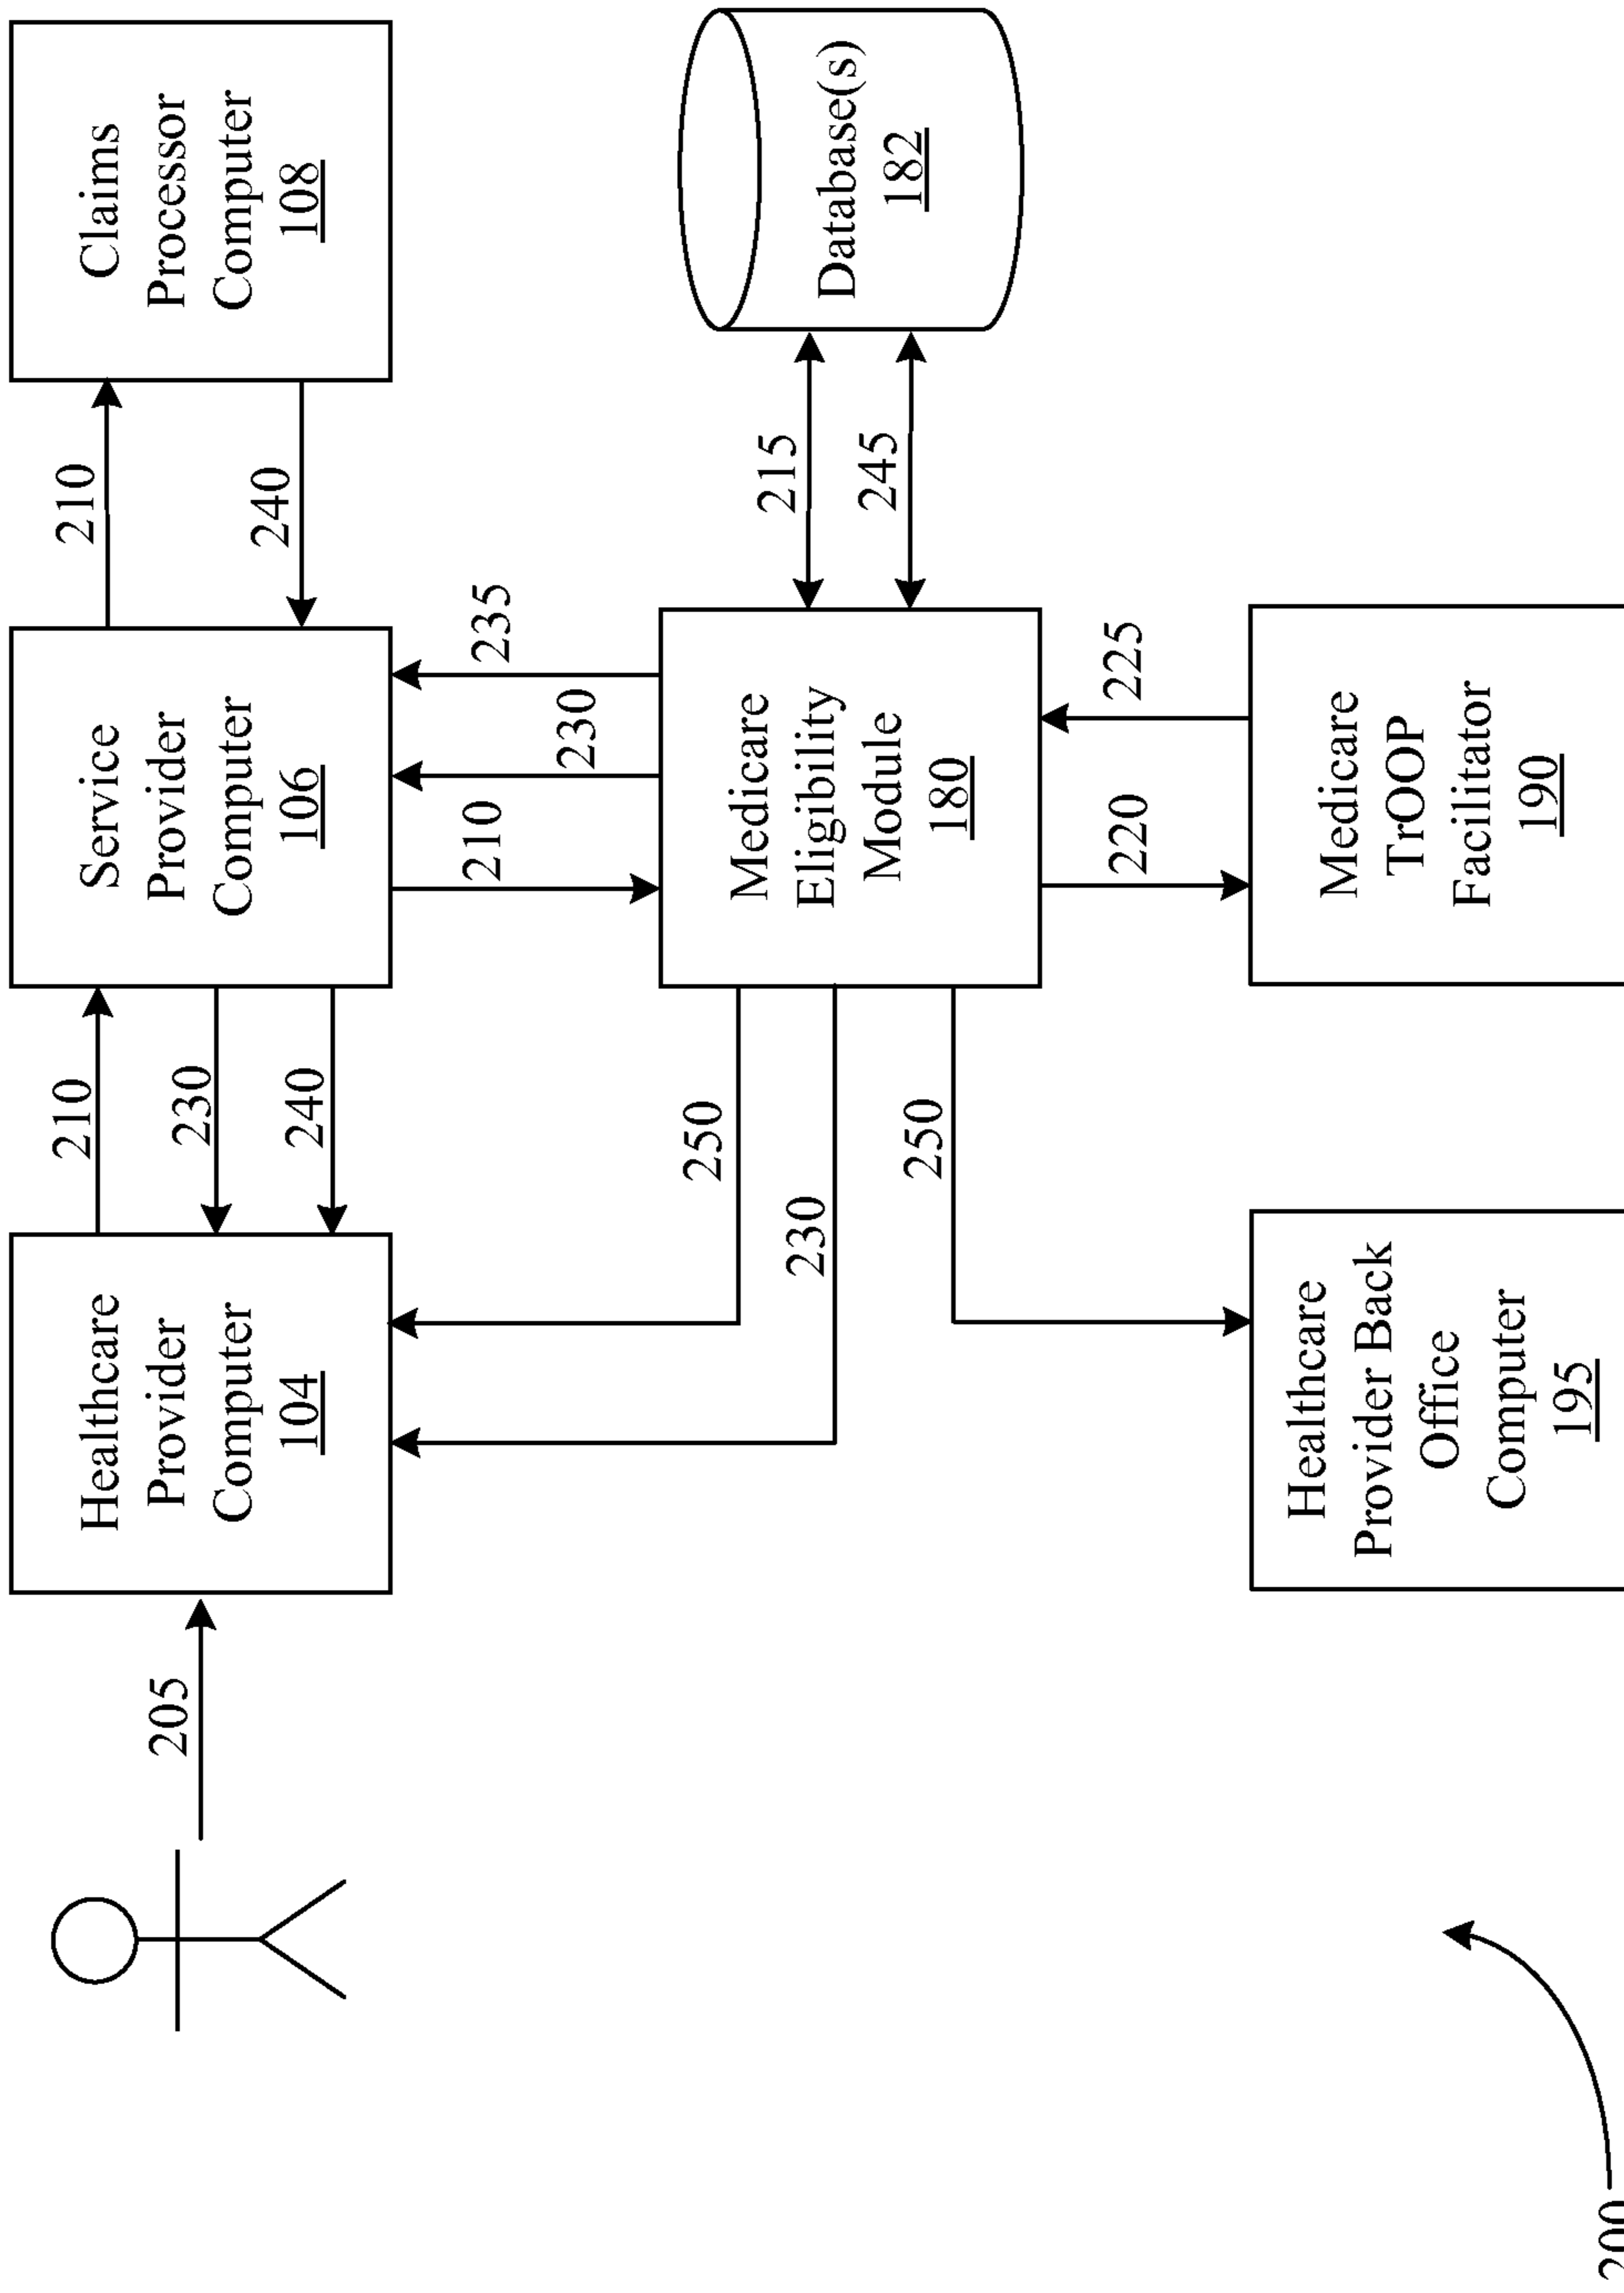 205
Healthcare
Provider
Computer
104
210
230
240
Service
Provider
Computer
106
210
240
Claims
Processor
Computer
108
210
230
235
250
230
250
Medicare
Eligibility
Module
180
215
245
Database(s)
182
220
225
Healthcare
Provider Back
Office
Computer
195
Medicare
TrOOP
Facilitator
190
200